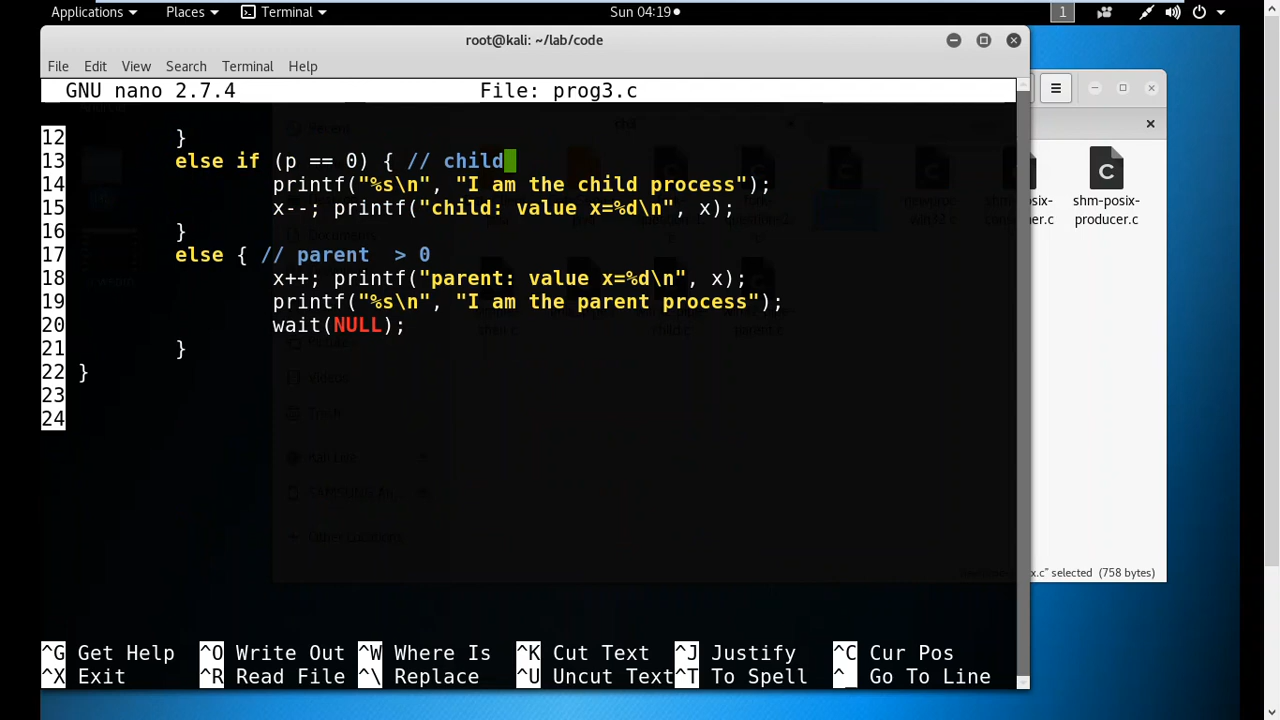 Applications Places Terminal Sun 04:19 1
root@kali: ~/lab/code
File Edit View Search Terminal Help
GNU nano 2.7.4 File: prog3.c
12 }
13 else if (p == 0) { // child
14 printf("%s\n", "I am the child process");
15 x--; printf("child: value x=%d\n", x);
16 }
17 else { // parent > 0
18 x++; printf("parent: value x=%d\n", x);
19 printf("%s\n", "I am the parent process");
20 wait(NULL);
21 }
22 }
23
24
^G Get Help ^O Write Out ^W Where Is ^K Cut Text ^J Justify ^C Cur Pos
^X Exit ^R Read File ^\ Replace ^U Uncut Text ^T To Spell ^_ Go To Line
shm-posix-
producer.c
selected (758 bytes)